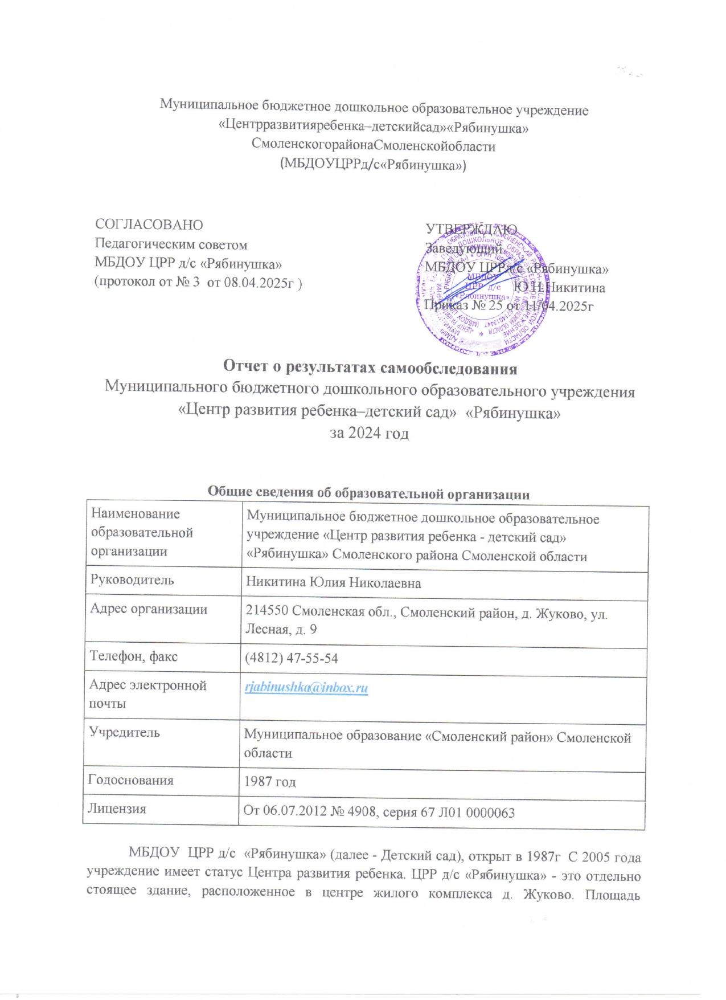 Муниципальное бюджетное дошкольное образовательное учреждение
«Центрразвитияребенка–детскийсад»«Рябинушка»
СмоленскогорайонаСмоленскойобласти
(МБДОУЦРРд/с«Рябинушка»)
СОГЛАСОВАНО
Педагогическим советом
МБДОУ ЦРР д/с «Рябинушка»
(протокол от № 3 от 08.04.2025г )
УТВЕРЖДАЮ
Заведующий
МБДОУ ЦРР д/с «Рябинушка»
Ю.Н.Никитина
Приказ № 25 от 11.04.2025г
МБДОУ
ЦРР д/с
«Рябинушка»
Отчет о результатах самообследования
Муниципального бюджетного дошкольного образовательного учреждения
«Центр развития ребенка–детский сад» «Рябинушка»
за 2024 год
Общие сведения об образовательной организации
Наименование
образовательной
организации
Муниципальное бюджетное дошкольное образовательное
учреждение «Центр развития ребенка - детский сад»
«Рябинушка» Смоленского района Смоленской области
Руководитель
Никитина Юлия Николаевна
Адрес организации
214550 Смоленская обл., Смоленский район, д. Жуково, ул.
Лесная, д. 9
Телефон, факс
(4812) 47-55-54
Адрес электронной
почты
rjabinushka@inbox.ru
Учредитель
Муниципальное образование «Смоленский район» Смоленской
области
Годоснования
1987 год
Лицензия
От 06.07.2012 № 4908, серия 67 Л01 0000063
МБДОУ ЦРР д/с «Рябинушка» (далее - Детский сад), открыт в 1987г С 2005 года
учреждение имеет статус Центра развития ребенка. ЦРР д/с «Рябинушка» - это отдельно
стоящее здание, расположенное в центре жилого комплекса д. Жуково. Площадь